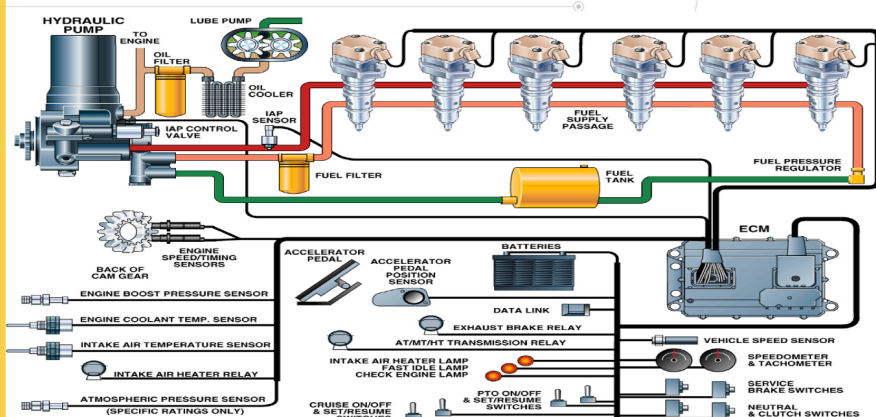 HYDRAULIC
PUMP
TO
ENGINE
LUBE PUMP
OIL
FILTER
OIL
COOLER
IAP
SENSOR
IAP CONTROL
VALVE
FUEL
SUPPLY
PASSAGE
FUEL FILTER
FUEL
TANK
FUEL PRESSURE
REGULATOR
ENGINE
SPEED/TIMING
SENSORS
BACK OF
CAM GEAR
ECM
ACCELERATOR
PEDAL
ACCELERATOR
PEDAL
POSITION
SENSOR
BATTERIES
ENGINE BOOST PRESSURE SENSOR
ENGINE COOLANT TEMP. SENSOR
INTAKE AIR TEMPERATURE SENSOR
INTAKE AIR HEATER RELAY
ATMOSPHERIC PRESSURE SENSOR
(SPECIFIC RATINGS ONLY)
DATA LINK
EXHAUST BRAKE RELAY
AT/MT/HT TRANSMISSION RELAY
INTAKE AIR HEATER LAMP
FAST IDLE LAMP
CHECK ENGINE LAMP
CRUISE ON/OFF
& SET/RESUME
SWITCHES
PTO ON/OFF
& SET/RESUME
SWITCHES
VEHICLE SPEED SENSOR
SPEEDOMETER
& TACHOMETER
SERVICE
BRAKE SWITCHES
NEUTRAL
& CLUTCH SWITCHES